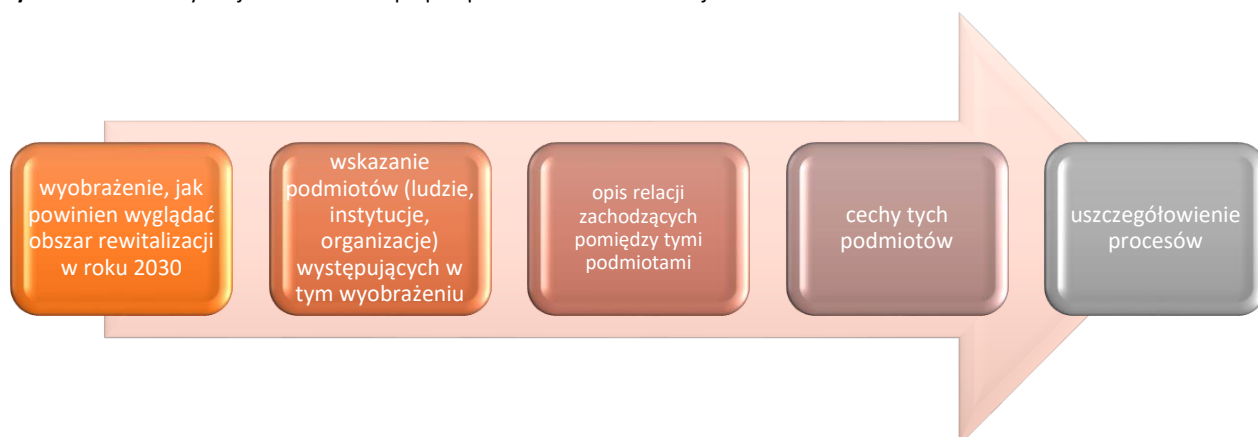 wyobrażenie, jak
powinien wyglądać
obszar rewitalizacji
w roku 2030
wskazanie
podmiotów (ludzie,
instytucje,
organizacje)
występujących w
tym wyobrażeniu
opis relacji
zachodzących
pomiędzy tymi
podmiotami
cechy tych
podmiotów
uszczegółowienie
procesów